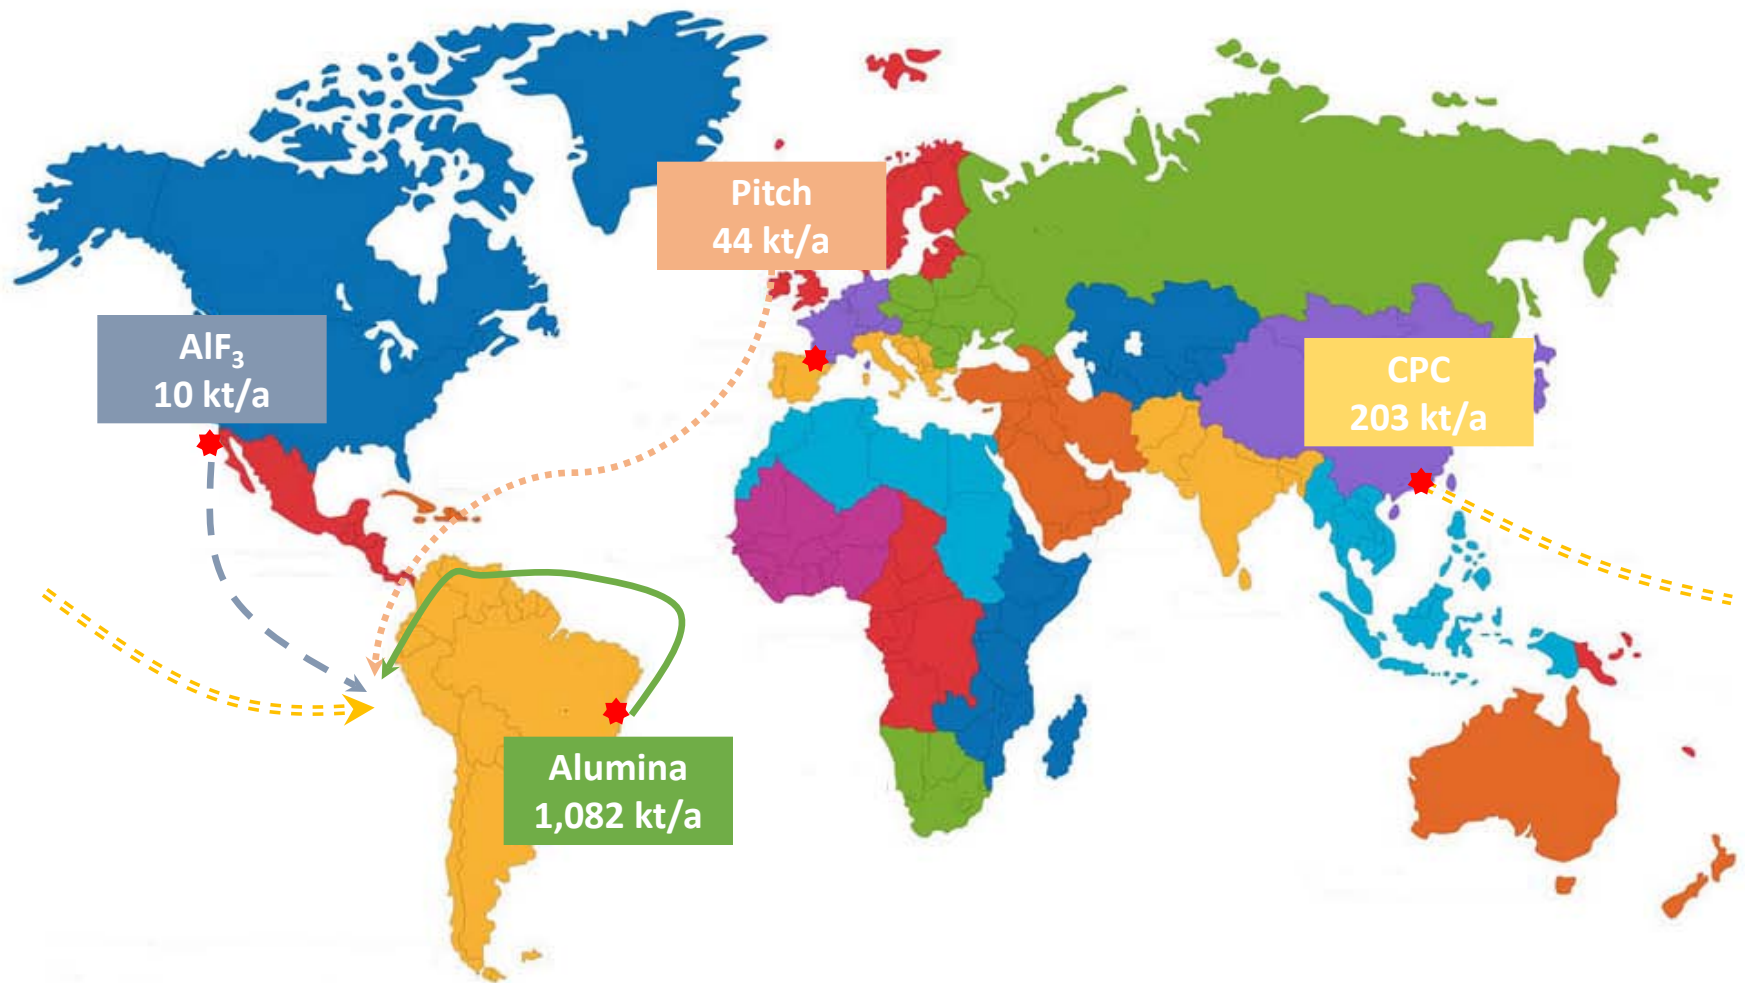 Pitch
44 kt/a
AlF₃
10 kt/a
CPC
203 kt/a
Alumina
1,082 kt/a